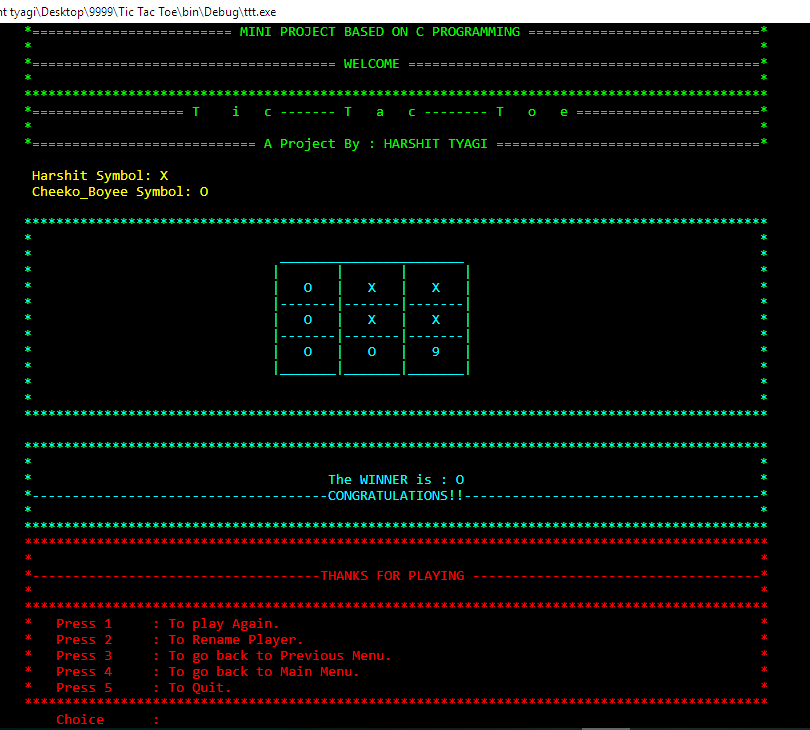 nt tyagi\Desktop\9999\Tic Tac Toe\bin\Debug\ttt.exe
MINI PROJECT BASED ON C PROGRAMMING
WELCOME
T i c ------- T a c -------- T o e
A Project By : HARSHIT TYAGI
Harshit Symbol: X
Cheeko_Boyee Symbol: O
O | X | X
O | X | X
O | O | 9
The WINNER is : O
CONGRATULATIONS!!
THANKS FOR PLAYING
Press 1 : To play Again.
Press 2 : To Rename Player.
Press 3 : To go back to Previous Menu.
Press 4 : To go back to Main Menu.
Press 5 : To Quit.
Choice :